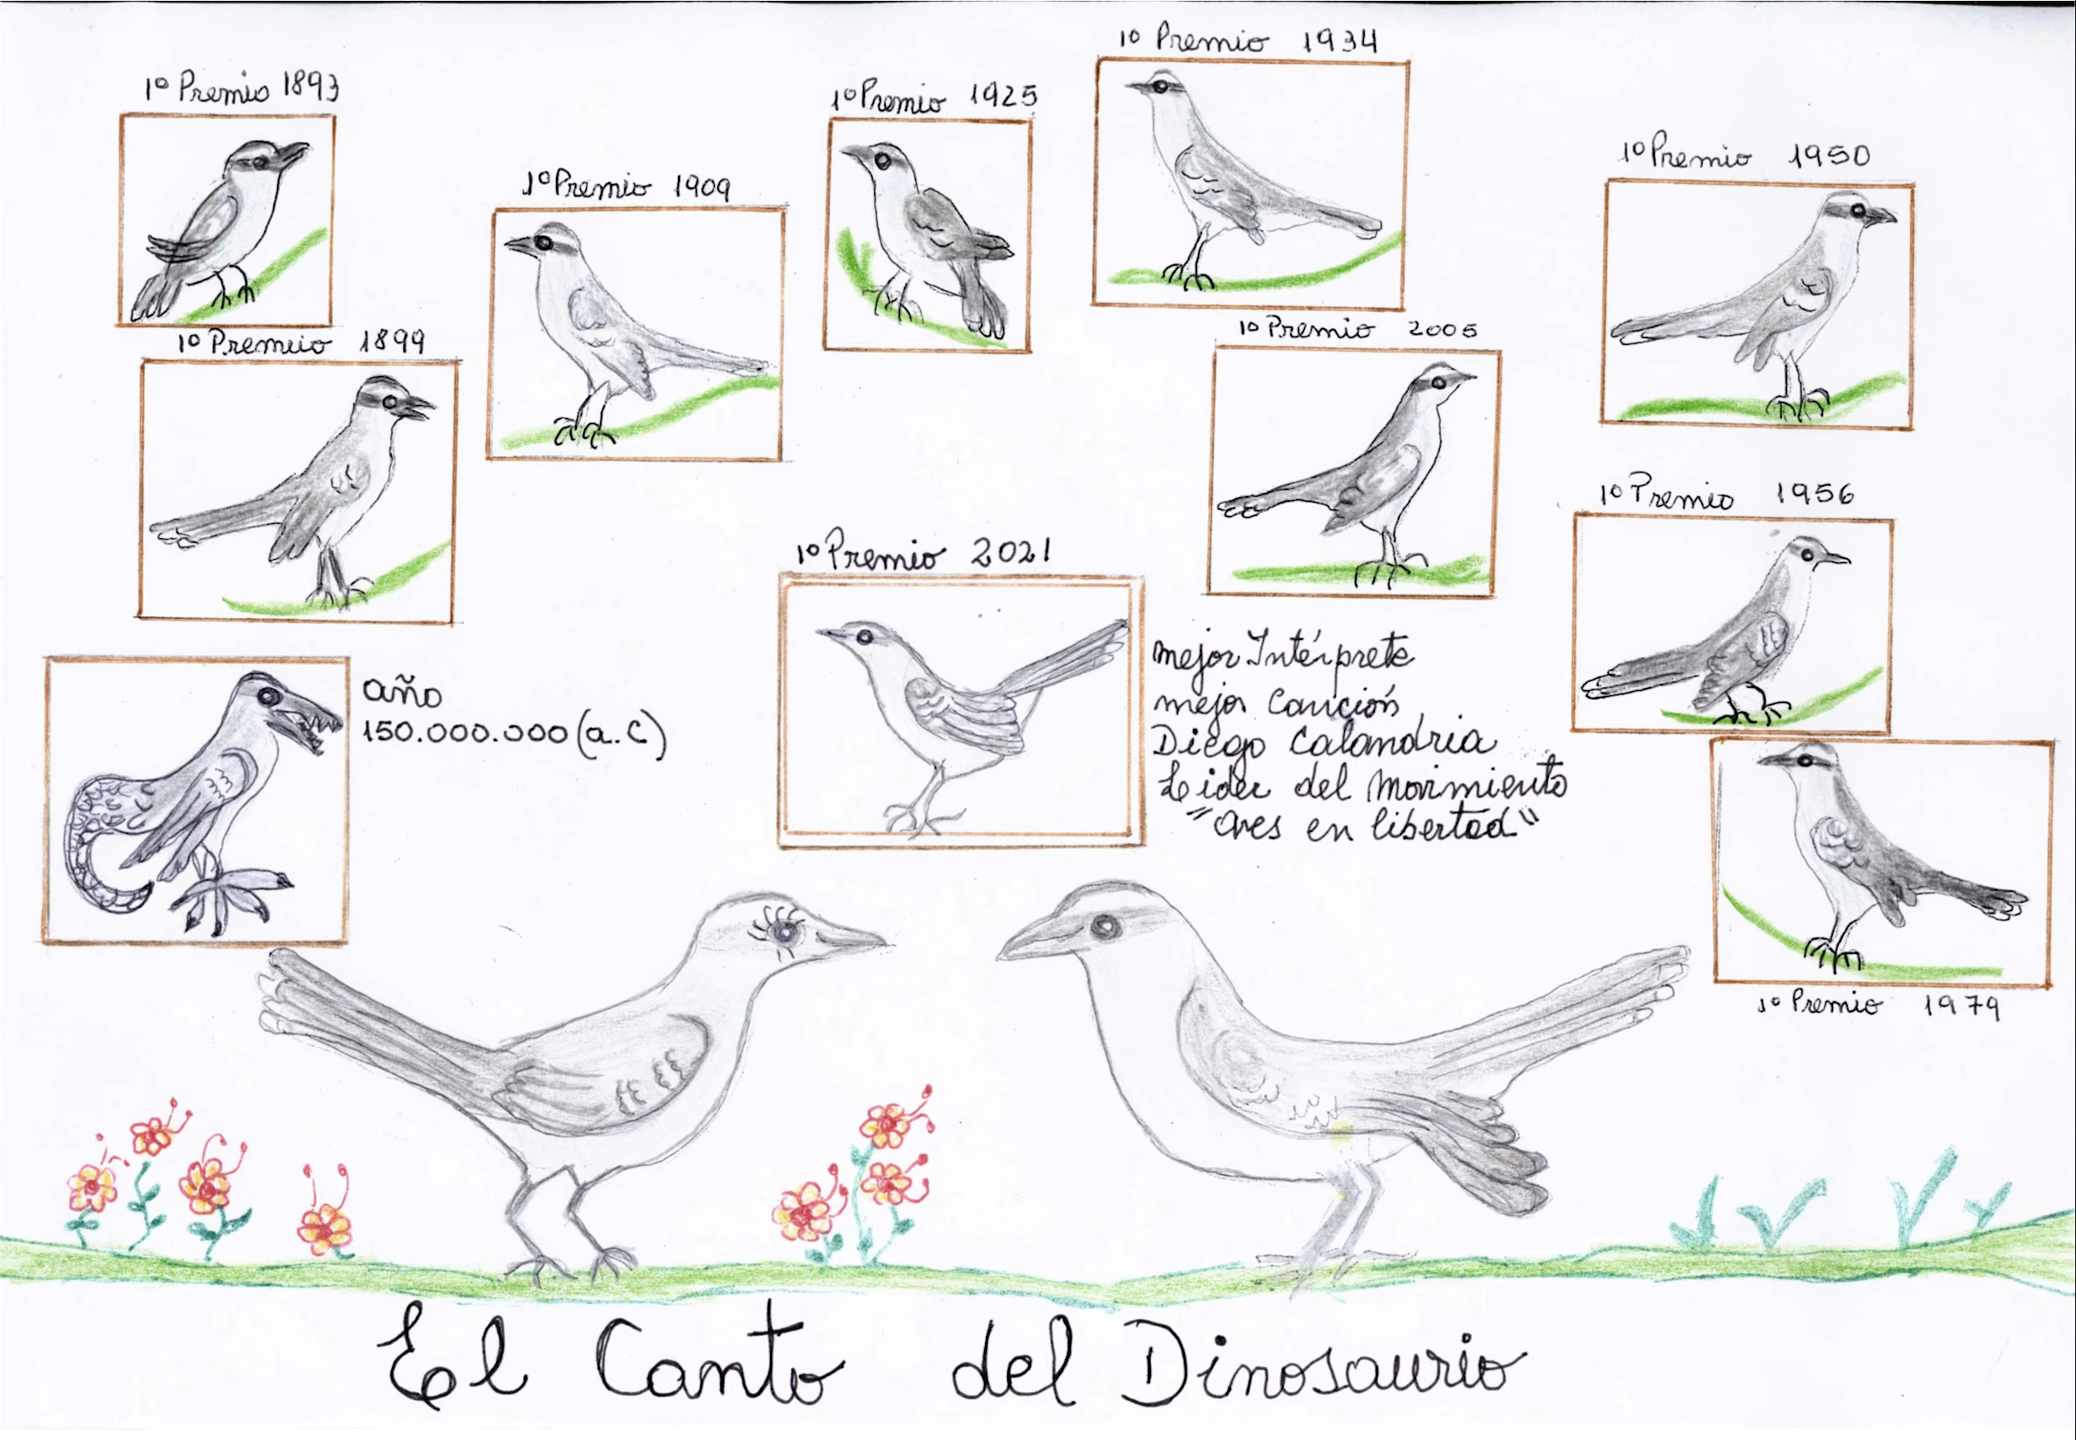 1º Premio 1893
1º Premio 1909
1º Premio 1925
1º Premio 1934
1º Premio 1950
1º Premeio 1899
1º Premio 2005
1º Premio 1956
1º Premio 2021
mejor Intérprete
mejor Canción
Diego Calandria
Lider del Movimiento
"Aves en libertad"
año
150.000.000 (a.C)
1º Premio 1979
El Canto del Dinosaurio